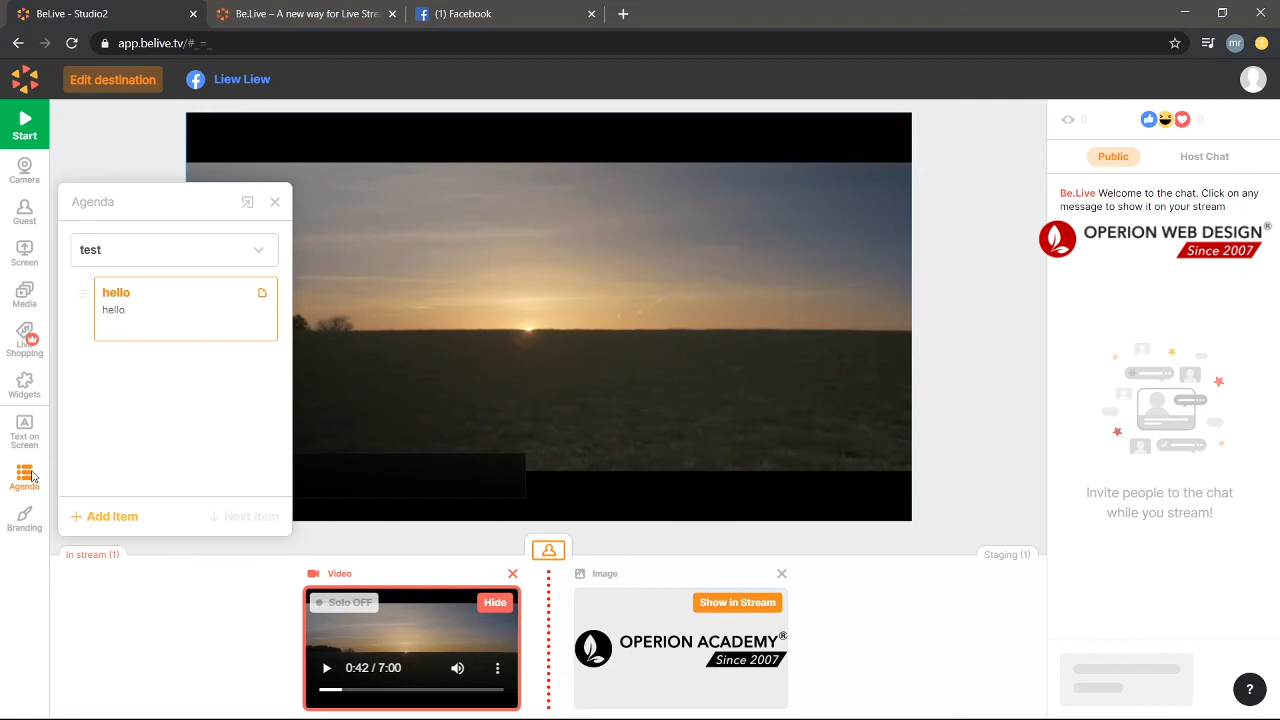 BeLive - Studio2
BeLive – A new way for Live Stre
(1) Facebook
app.belive.tv/#_=_
mr
Edit destination
Liew Liew
Start
Camera
Guest
Screen
Media
Live
Shopping
Widgets
Text on
Screen
Agenda
Branding
Agenda
test
hello
hello
+ Add Item
Next Item
In stream (1)
Staging (1)
Video
Solo OFF
Hide
0:42 / 7:00
Image
Show in Stream
OPERION ACADEMY®
Since 2007
0
0
Public
Host Chat
Be.Live Welcome to the chat. Click on any
message to show it on your stream
OPERION WEB DESIGN®
Since 2007
Invite people to the chat
while you stream!
?